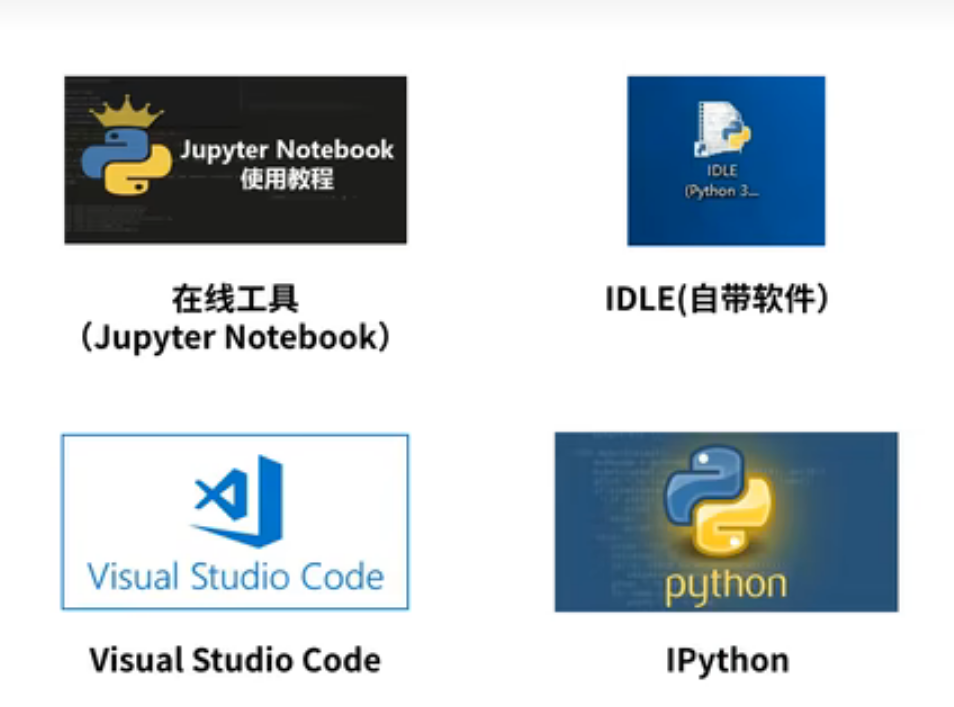 Jupyter Notebook
使用教程
IDLE
(Python 3...
在线工具
（Jupyter Notebook）
IDLE(自带软件）
Visual Studio Code
python
Visual Studio Code
IPython